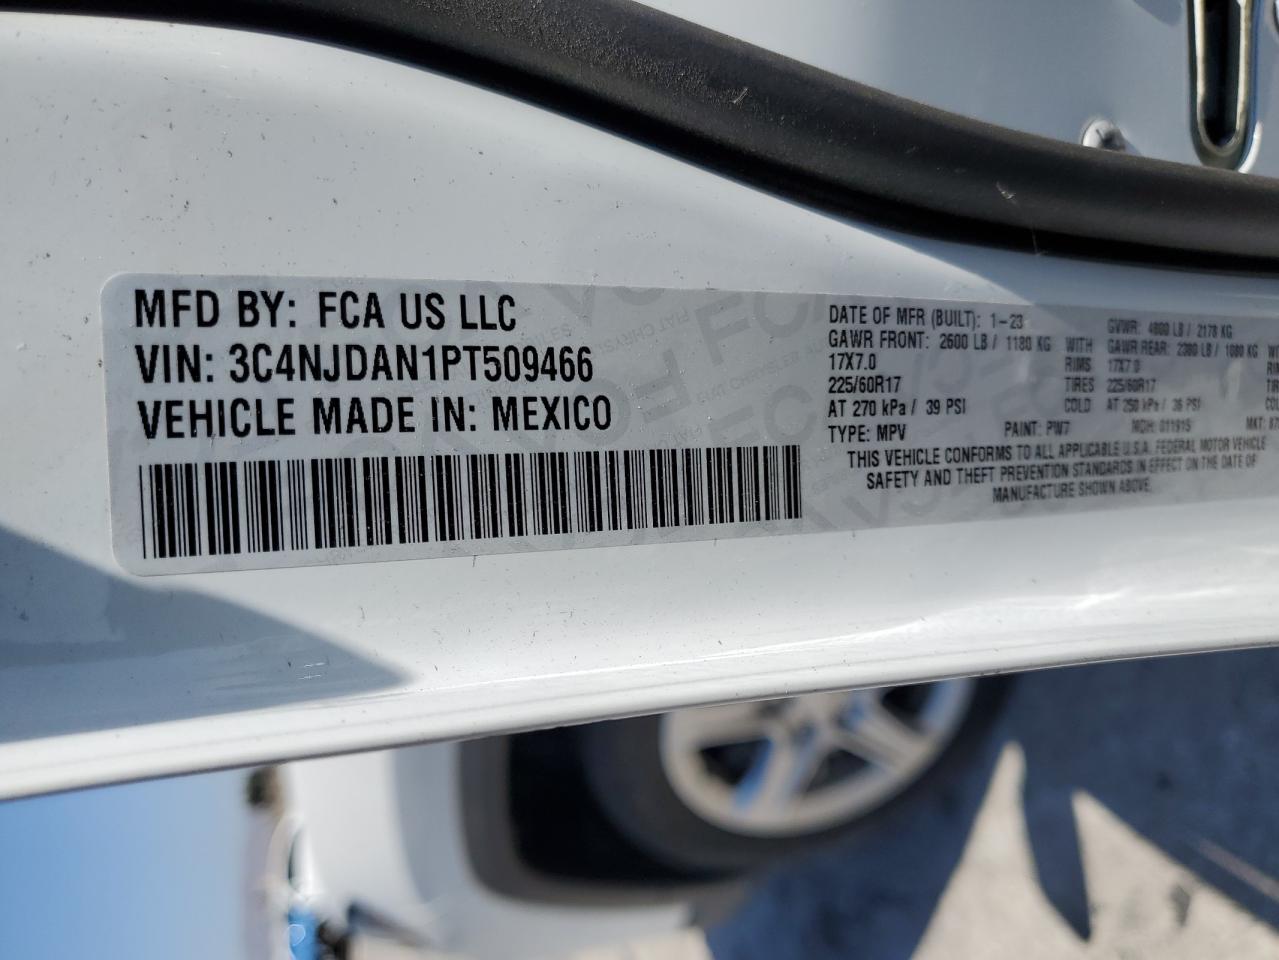 MFD BY: FCA US LLC
VIN: 3C4NJDAN1PT509466
VEHICLE MADE IN: MEXICO
DATE OF MFR (BUILT): 1-23 GVWR: 4800 LB / 2178 KG
GAWR FRONT: 2600 LB / 1180 KG WITH GAWR REAR: 2380 LB / 1080 KG WITH
17X7.0 RIMS 17X7.0
225/60R17 TIRES 225/60R17
AT 270 kPa / 39 PSI COLD AT 250 kPa / 36 PSI
TYPE: MPV PAINT: PW7 MDH: 011915 MKT:
THIS VEHICLE CONFORMS TO ALL APPLICABLE U.S.A. FEDERAL MOTOR VEHICLE
SAFETY AND THEFT PREVENTION STANDARDS IN EFFECT ON THE DATE OF
MANUFACTURE SHOWN ABOVE.